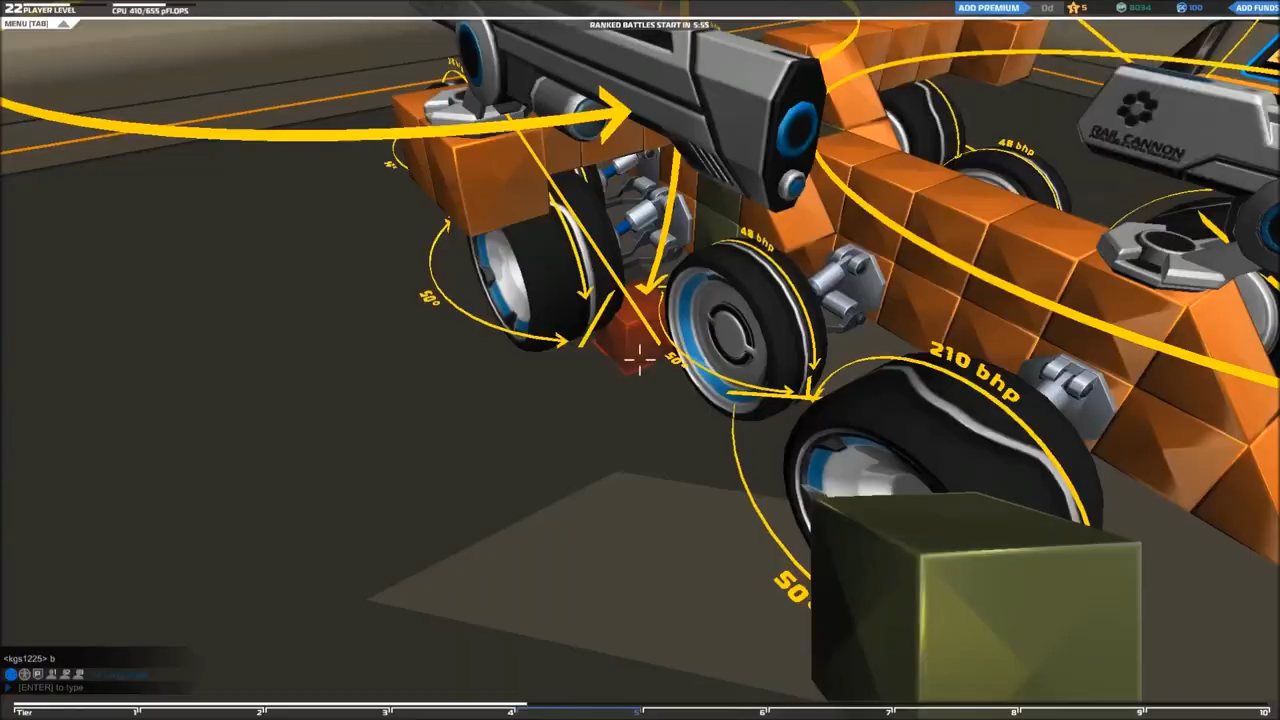 22 PLAYER LEVEL
CPU 410/655 pFLOPS
ADD PREMIUM
0d
5
8034
100
ADD FUNDS
MENU [TAB]
RANKED BATTLES START IN 5:55
48 bhp
RAIL CANNON
48 bhp
50°
50°
210 bhp
50°
<kgs1225> b
[ENTER] to type
Tier
1
2
3
4
5
6
7
8
9
10